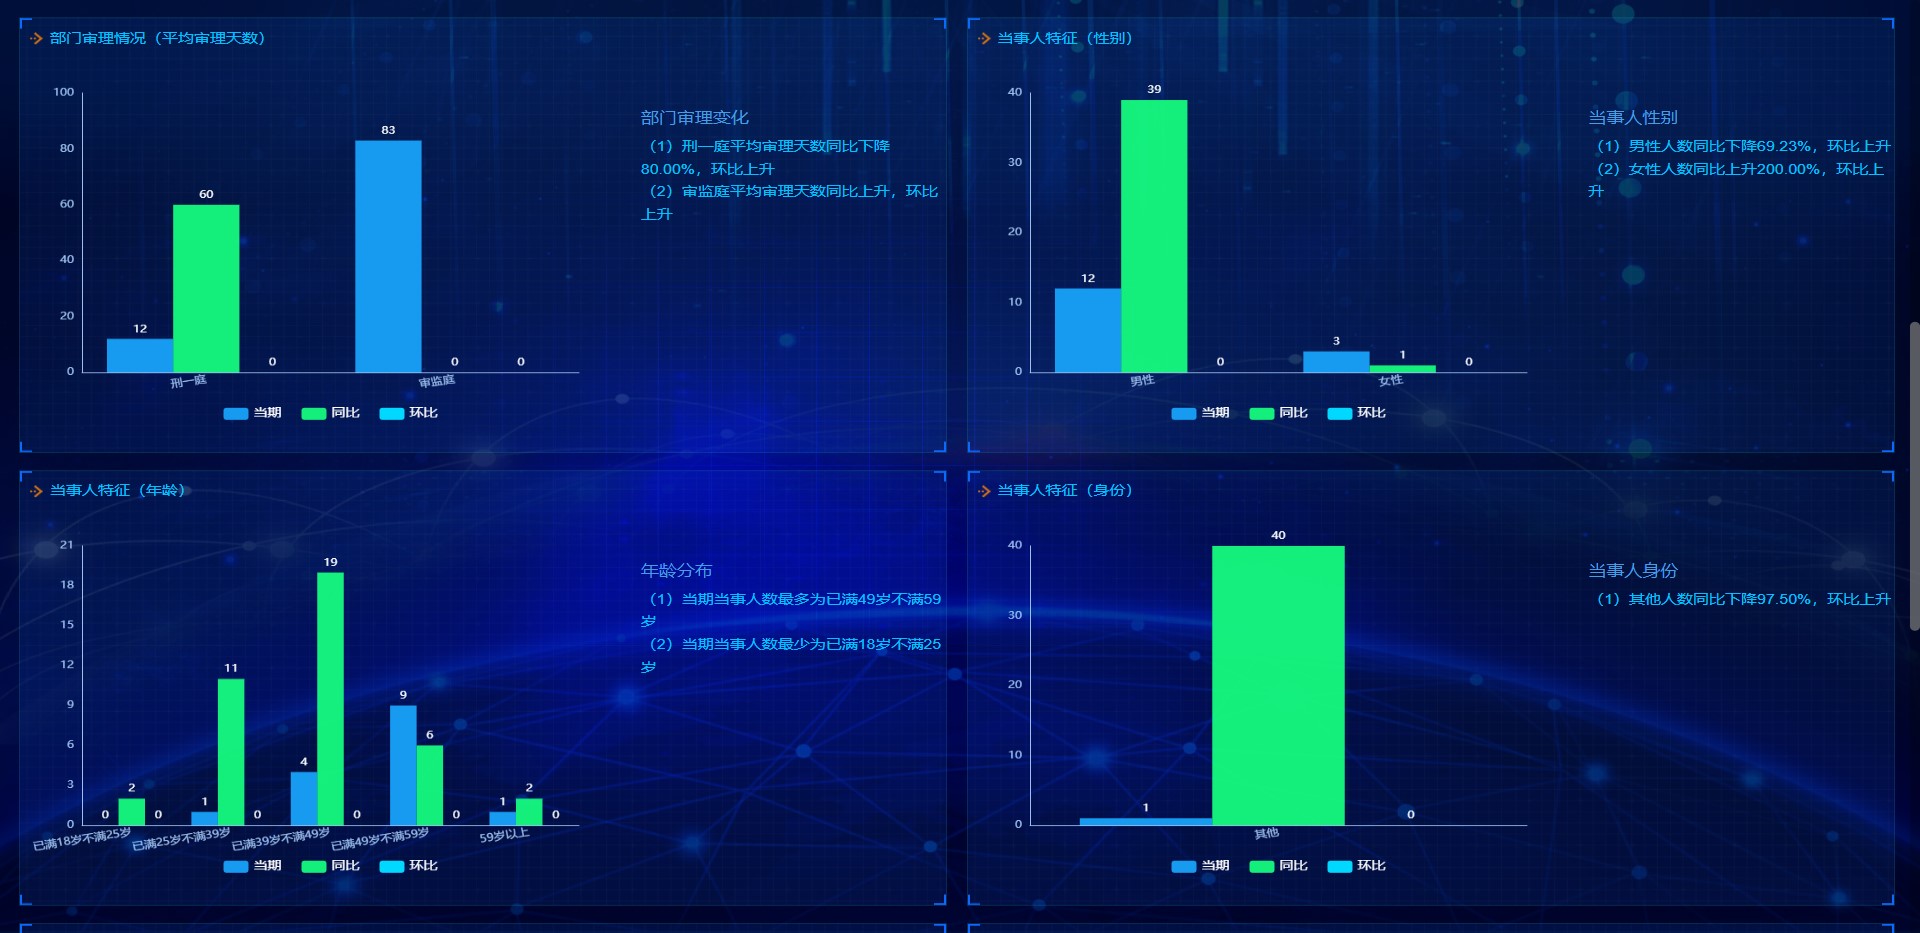 部门审理情况（平均审理天数）
100
80
60
40
20
0
12
60
0
83
0
0
刑一庭
审监庭
当期
同比
环比
部门审理变化
（1）刑一庭平均审理天数同比下降
80.00%，环比上升
（2）审监庭平均审理天数同比上升，环比
上升
当事人特征（性别）
40
30
20
10
0
12
39
0
3
1
0
男性
女性
当期
同比
环比
当事人性别
（1）男性人数同比下降69.23%，环比上升
（2）女性人数同比上升200.00%，环比上
升
当事人特征（年龄）
21
18
15
12
9
6
3
0
0
2
0
1
11
0
4
19
0
9
6
0
1
2
0
已满18岁不满25岁
已满25岁不满39岁
已满39岁不满49岁
已满49岁不满59岁
59岁以上
当期
同比
环比
年龄分布
（1）当期当事人数最多为已满49岁不满59
岁
（2）当期当事人数最少为已满18岁不满25
岁
当事人特征（身份）
40
30
20
10
0
1
40
0
其他
当期
同比
环比
当事人身份
（1）其他人数同比下降97.50%，环比上升